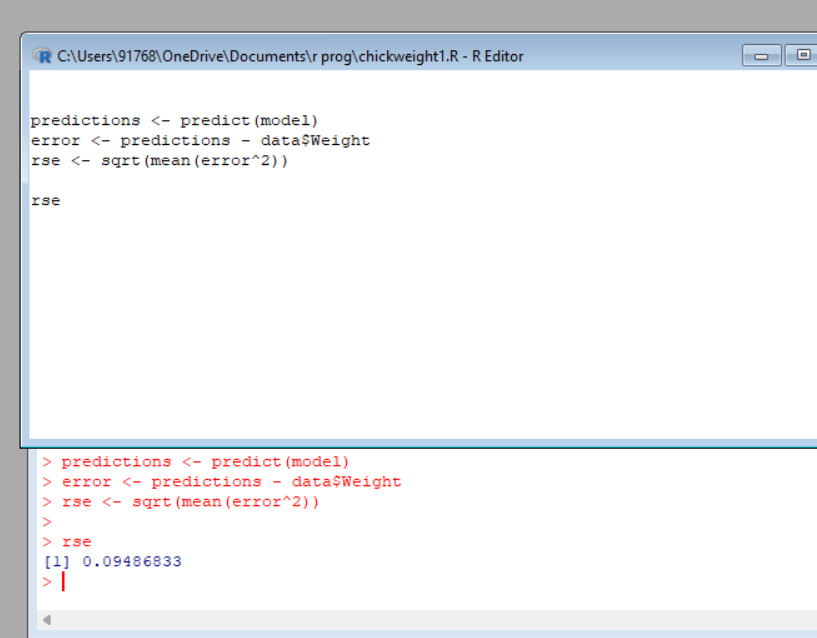 C:\Users\91768\OneDrive\Documents\r prog\chickweight1.R - R Editor
predictions <- predict(model)
error <- predictions - data$Weight
rse <- sqrt(mean(error^2))
rse
> predictions <- predict(model)
> error <- predictions - data$Weight
> rse <- sqrt(mean(error^2))
>
> rse
[1] 0.09486833
>